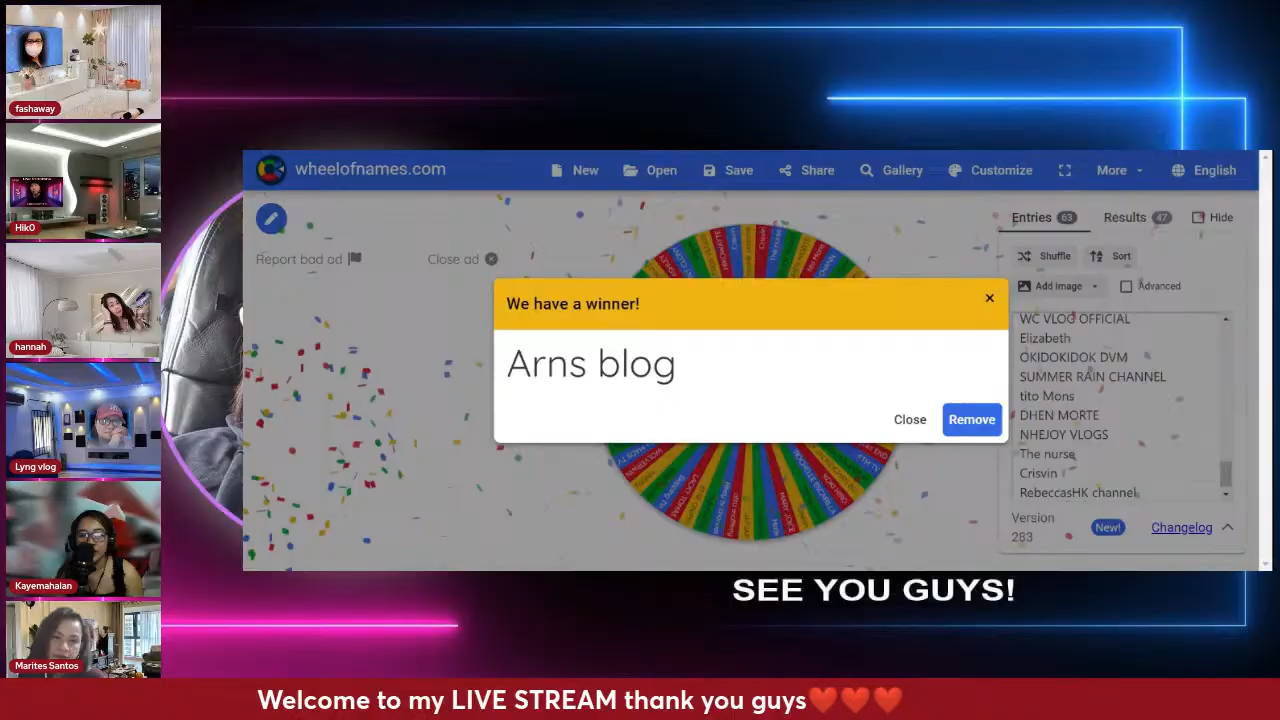 fashaway
Hik0
hannah
Lyng vlog
Kayemahalan
Marites Santos
wheelofnames.com
New
Open
Save
Share
Gallery
Customize
More
English
Report bad ad
Close ad
Entries 63
Results 47
Hide
Shuffle
Sort
Add image
Advanced
WC VLOG OFFICIAL
Elizabeth
OKIDOKIDOK DVM
SUMMER RAIN CHANNEL
tito Mons
DHEN MORTE
NHEJOY VLOGS
The nurse
Crisvin
RebeccasHK channel
Version
283
New!
Changelog
We have a winner!
Arns blog
Close
Remove
SEE YOU GUYS!
Welcome to my LIVE STREAM thank you guys❤️❤️❤️